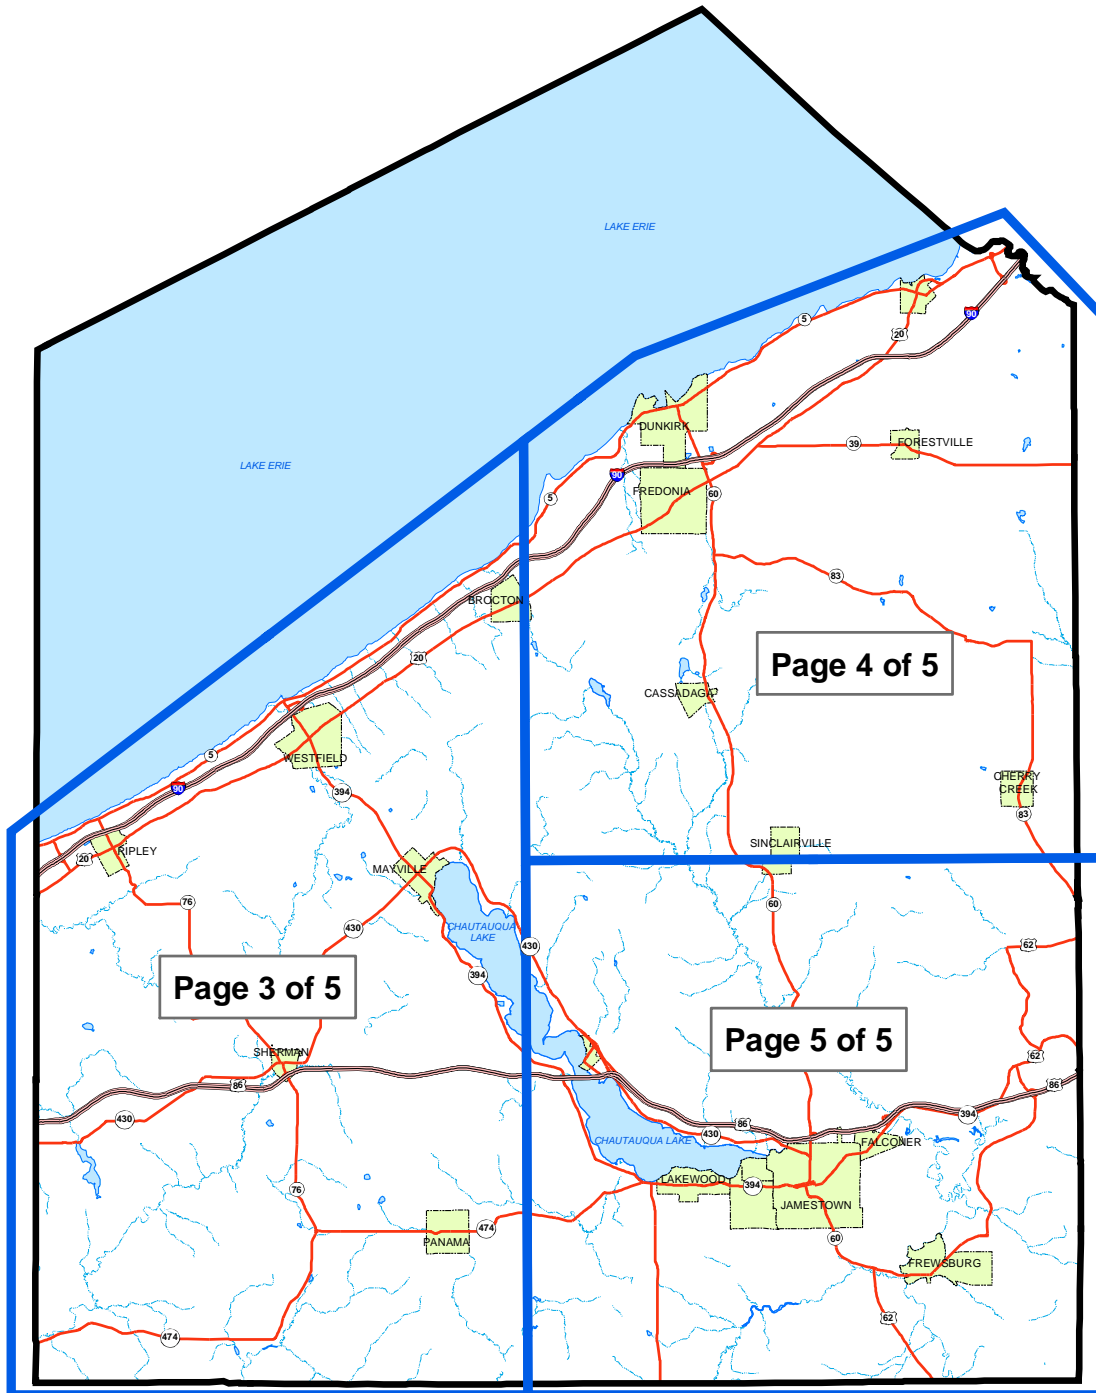 LAKE ERIE
5
90
20
LAKE ERIE
DUNKIRK
39
FORESTVILLE
90
FREDONIA
60
5
83
BROCTON
20
Page 4 of 5
CASSADAGA
WESTFIELD
5
90
394
CHERRY
CREEK
83
SINCLAIRVILLE
RIPLEY
20
MAYVILLE
76
60
430
CHAUTAUQUA
LAKE
430
62
394
Page 3 of 5
Page 5 of 5
SHERMAN
62
86
86
430
394
86
430
CHAUTAUQUA LAKE
FALCONER
LAKEWOOD
394
76
JAMESTOWN
474
PANAMA
60
FREWSBURG
62
474